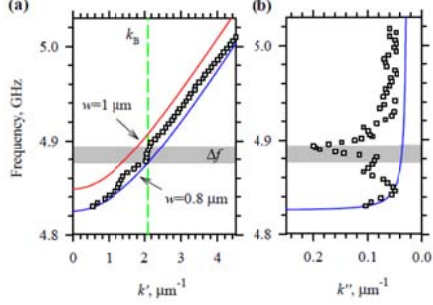 (a)
(b)
k_B
5.0
5.0
w=1 μm
4.9
4.9
Δf
w=0.8 μm
4.8
4.8
Frequency, GHz
0 1 2 3 4
0.2 0.1 0.0
k', μm⁻¹
k'', μm⁻¹